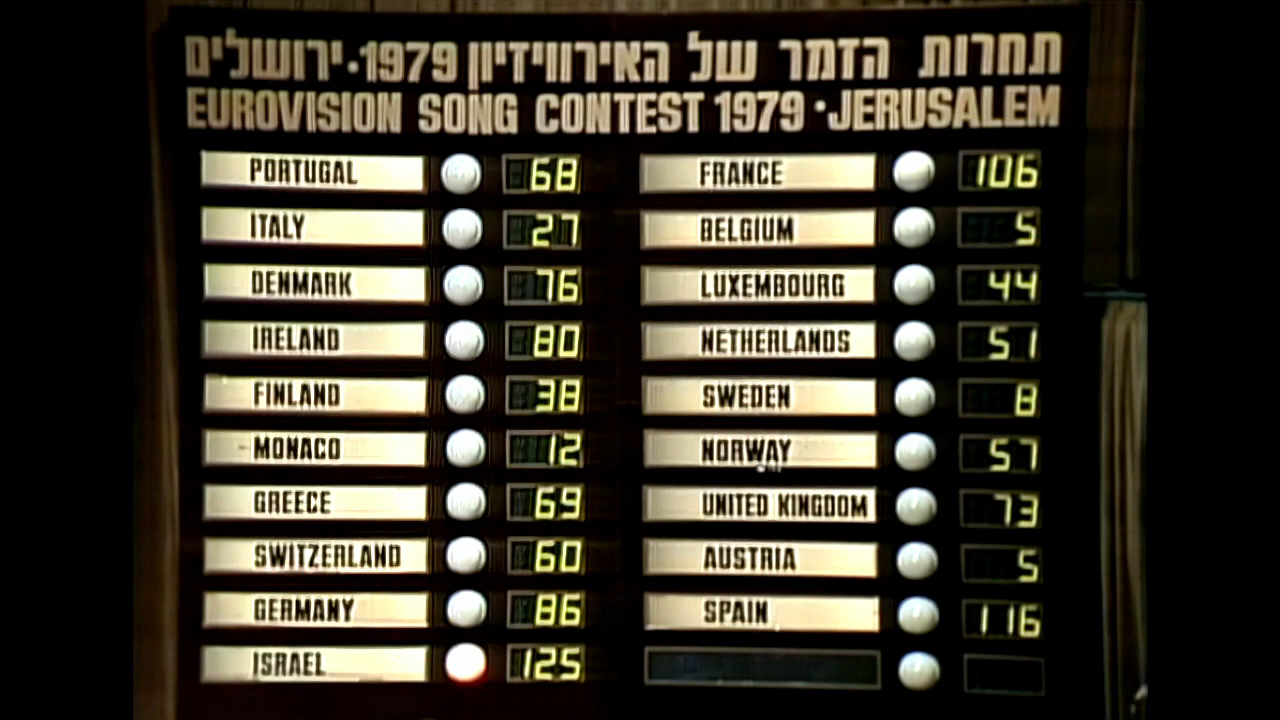 תחרות הזמר של האירוויזיון 1979 · ירושלים
EUROVISION SONG CONTEST 1979 · JERUSALEM
PORTUGAL 68
ITALY 27
DENMARK 76
IRELAND 80
FINLAND 38
MONACO 12
GREECE 69
SWITZERLAND 60
GERMANY 86
ISRAEL 125
FRANCE 106
BELGIUM 5
LUXEMBOURG 44
NETHERLANDS 51
SWEDEN 8
NORWAY 57
UNITED KINGDOM 73
AUSTRIA 5
SPAIN 116